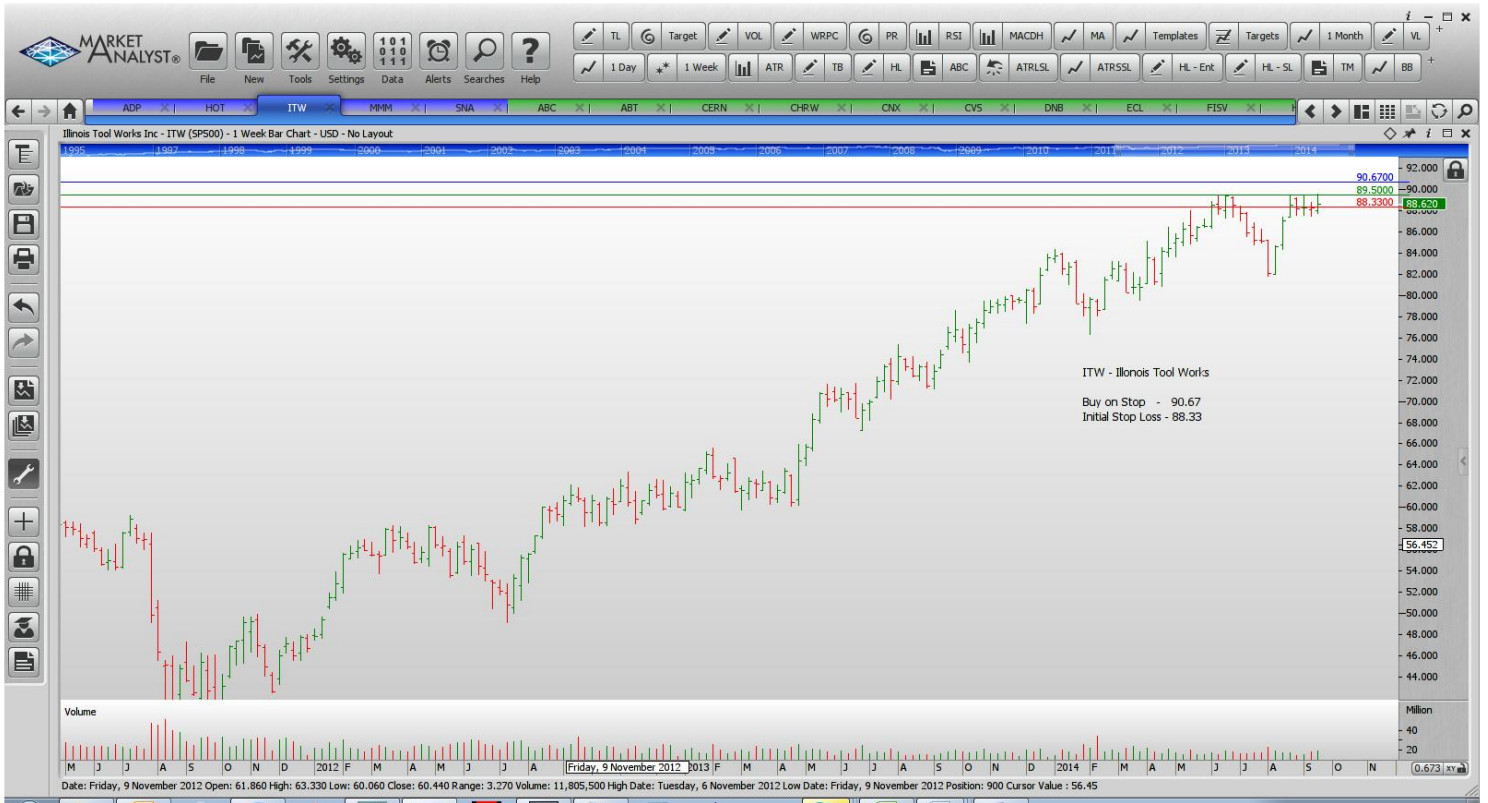 MARKET
ANALYST®
File New Tools Settings Data Alerts Searches Help
101
010
111
TL Target VOL WRPC PR RSI MACDH MA Templates Targets 1 Month VL +
1 Day 1 Week ATR TB HL ABC ATRLSL ATRSSL HL - Ent HL - SL TM BB +
ADP HOT ITW MMM SNA ABC ABT CERN CHRW CNX CVS DNB ECL FISV
Illinois Tool Works Inc - ITW (SP500) - 1 Week Bar Chart - USD - No Layout
1995 1997 1998 1999 2000 2001 2002 2003 2004 2005 2006 2007 2008 2009 2010 2011 2012 2013 2014
92.000
90.6700
90.000
89.5000
88.3300
88.620
88.000
86.000
84.000
82.000
80.000
78.000
76.000
74.000
ITW - Illonois Tool Works
72.000
Buy on Stop - 90.67
70.000
Initial Stop Loss - 88.33
68.000
66.000
64.000
62.000
60.000
58.000
56.452
54.000
52.000
50.000
48.000
46.000
44.000
Volume
Million
40
20
M J J A S O N D 2012 F M A M J J A Friday, 9 November 2012 2013 F M A M J J A S O N D 2014 F M A M J J A S O N
0.673 XY
Date: Friday, 9 November 2012 Open: 61.860 High: 63.330 Low: 60.060 Close: 60.440 Range: 3.270 Volume: 11,805,500 High Date: Tuesday, 6 November 2012 Low Date: Friday, 9 November 2012 Position: 900 Cursor Value : 56.45